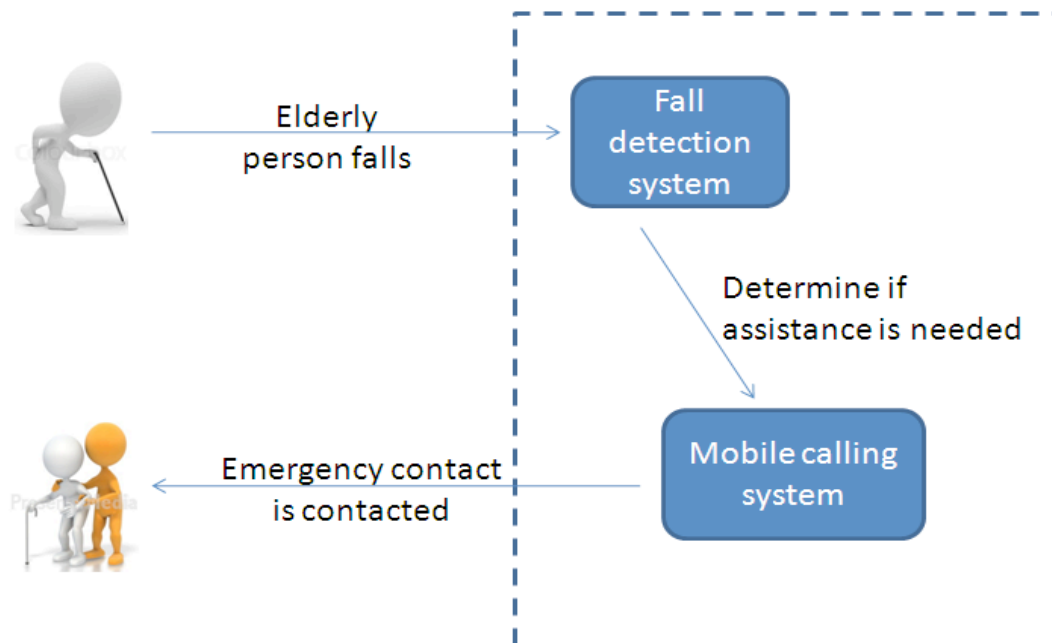 Elderly
person falls
Fall
detection
system
Determine if
assistance is needed
Mobile calling
system
Emergency contact
is contacted